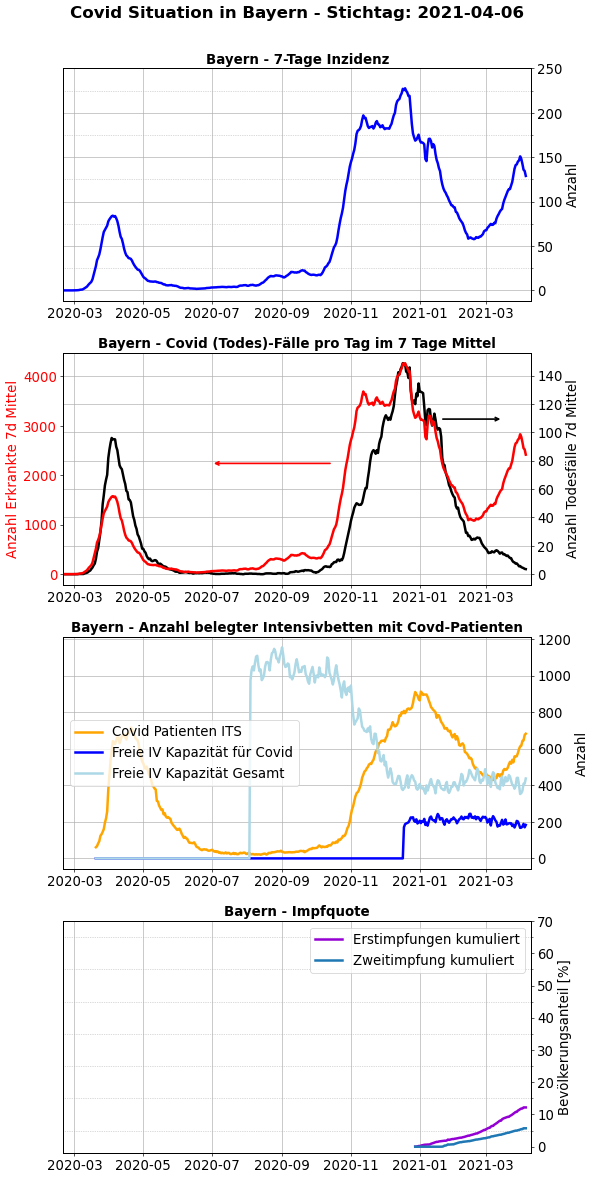 Covid Situation in Bayern - Stichtag: 2021-04-06
Bayern - 7-Tage Inzidenz
250
200
150
100
50
0
Anzahl
2020-03 2020-05 2020-07 2020-09 2020-11 2021-01 2021-03
Bayern - Covid (Todes)-Fälle pro Tag im 7 Tage Mittel
Anzahl Erkrankte 7d Mittel
4000
3000
2000
1000
0
140
120
100
80
60
40
20
0
Anzahl Todesfälle 7d Mittel
2020-03 2020-05 2020-07 2020-09 2020-11 2021-01 2021-03
Bayern - Anzahl belegter Intensivbetten mit Covd-Patienten
Covid Patienten ITS
Freie IV Kapazität für Covid
Freie IV Kapazität Gesamt
1200
1000
800
600
400
200
0
Anzahl
2020-03 2020-05 2020-07 2020-09 2020-11 2021-01 2021-03
Bayern - Impfquote
Erstimpfungen kumuliert
Zweitimpfung kumuliert
70
60
50
40
30
20
10
0
Bevölkerungsanteil [%]
2020-03 2020-05 2020-07 2020-09 2020-11 2021-01 2021-03